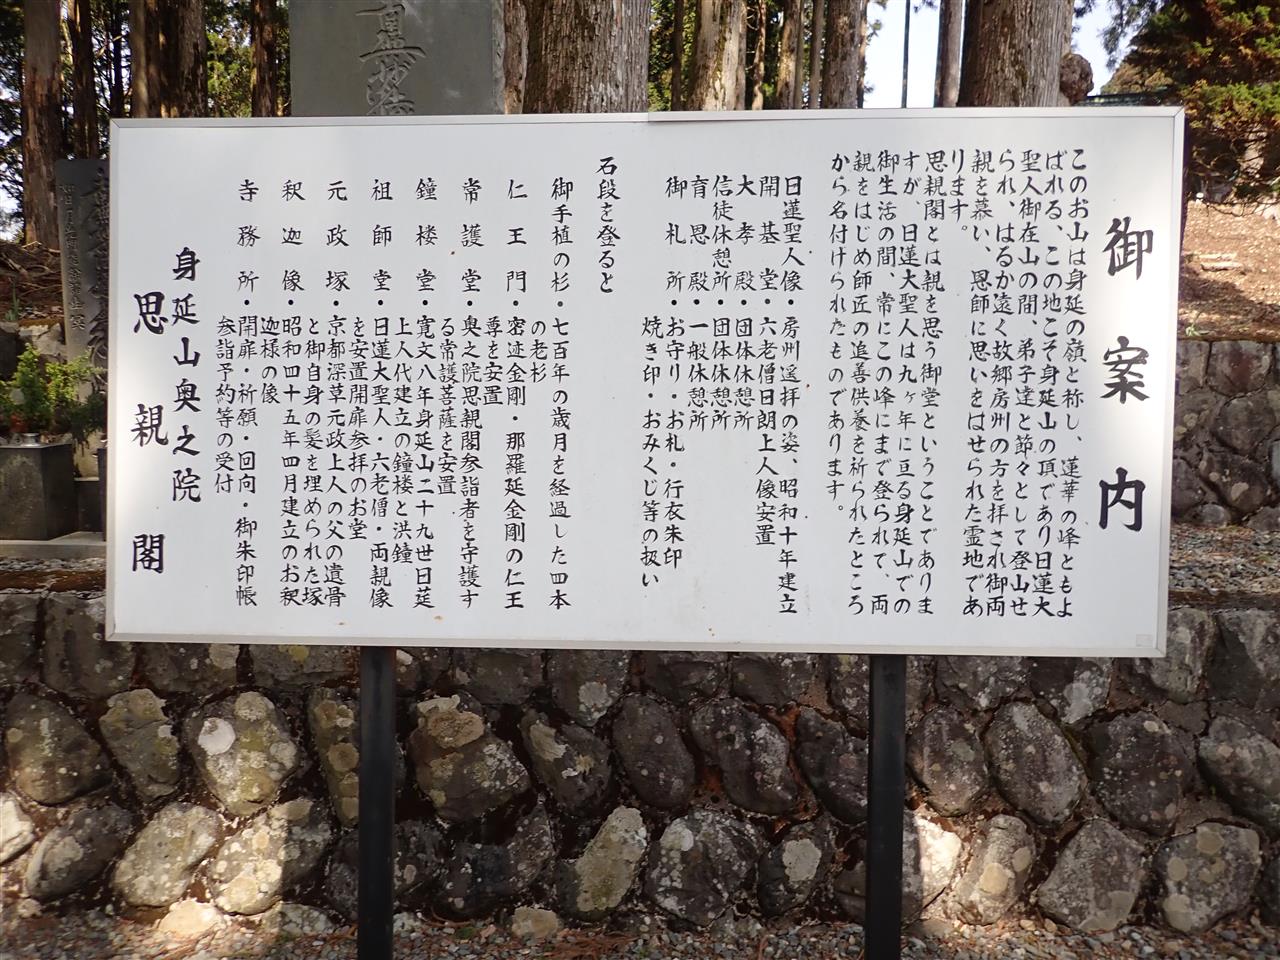 御案内
このお山は身延の嶺と称し、蓮華の峰ともよ
ばれる、この地こそ身延山の頂であり日蓮大
聖人御在山の間、弟子達と節々として登山せ
られ、はるか遠く故郷房州の方を拝され御両
親を慕い、恩師に思いをはせられた霊地であ
ります。
思親閣とは親を思う御堂ということでありま
すが、日蓮大聖人は九ヶ年に亘る身延山での
御生活の間、常にこの峰にまで登られて、両
親をはじめ師匠の追善供養を祈られたところ
から名付けられたものであります。
日蓮聖人像・房州遥拝の姿、昭和十年建立
開基堂・六老僧日朗上人像安置
大孝殿・団体休憩所
信徒休憩所・団体休憩所
育恩殿・一般休憩所
御札所・お守り・お札・行衣朱印
焼き印・おみくじ等の扱い
石段を登ると
御手植の杉・七百年の歳月を経過した四本
の老杉
仁王門・密迹金剛・那羅延金剛の仁王
尊を安置
常護堂・奥之院思親閣参詣者を守護す
る常護菩薩を安置
鐘楼堂・寛文八年身延山二十九世日莚
上人代建立の鐘楼と洪鐘
祖師堂・日蓮大聖人・六老僧・両親像
を安置開扉参拝のお堂
元政塚・京都深草元政上人の父の遺骨
と御自身の髪を埋められた塚
釈迦像・昭和四十五年四月建立のお釈
迦様の像
寺務所・開扉・祈願・回向・御朱印帳
参詣予約等の受付
身延山奥之院
思親閣